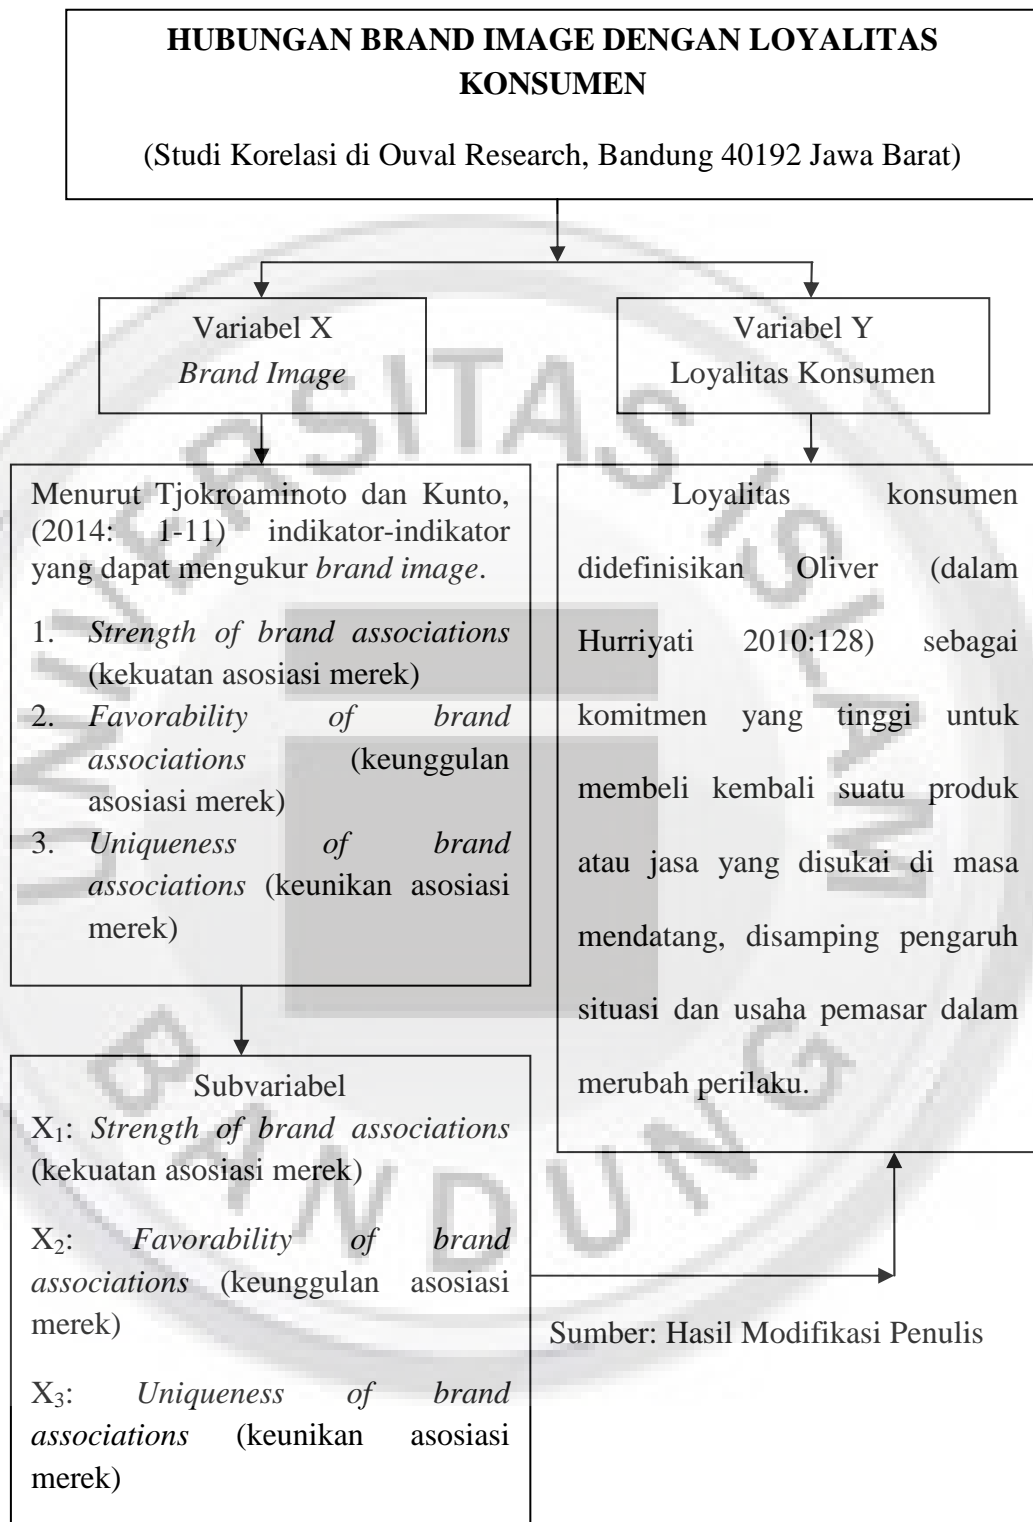 HUBUNGAN BRAND IMAGE DENGAN LOYALITAS
KONSUMEN
(Studi Korelasi di Ouval Research, Bandung 40192 Jawa Barat)
Variabel X
Brand Image
Variabel Y
Loyalitas Konsumen
Menurut Tjokroaminoto dan Kunto,
(2014: 1-11) indikator-indikator
yang dapat mengukur brand image.
1. Strength of brand associations
(kekuatan asosiasi merek)
2. Favorability of brand
associations (keunggulan
asosiasi merek)
3. Uniqueness of brand
associations (keunikan asosiasi
merek)
Loyalitas konsumen
didefinisikan Oliver (dalam
Hurriyati 2010:128) sebagai
komitmen yang tinggi untuk
membeli kembali suatu produk
atau jasa yang disukai di masa
mendatang, disamping pengaruh
situasi dan usaha pemasar dalam
merubah perilaku.
Subvariabel
X₁: Strength of brand associations
(kekuatan asosiasi merek)
X₂: Favorability of brand
associations (keunggulan asosiasi
merek)
X₃: Uniqueness of brand
associations (keunikan asosiasi
merek)
Sumber: Hasil Modifikasi Penulis
UNIVERSITAS ISLAM
BANDUNG